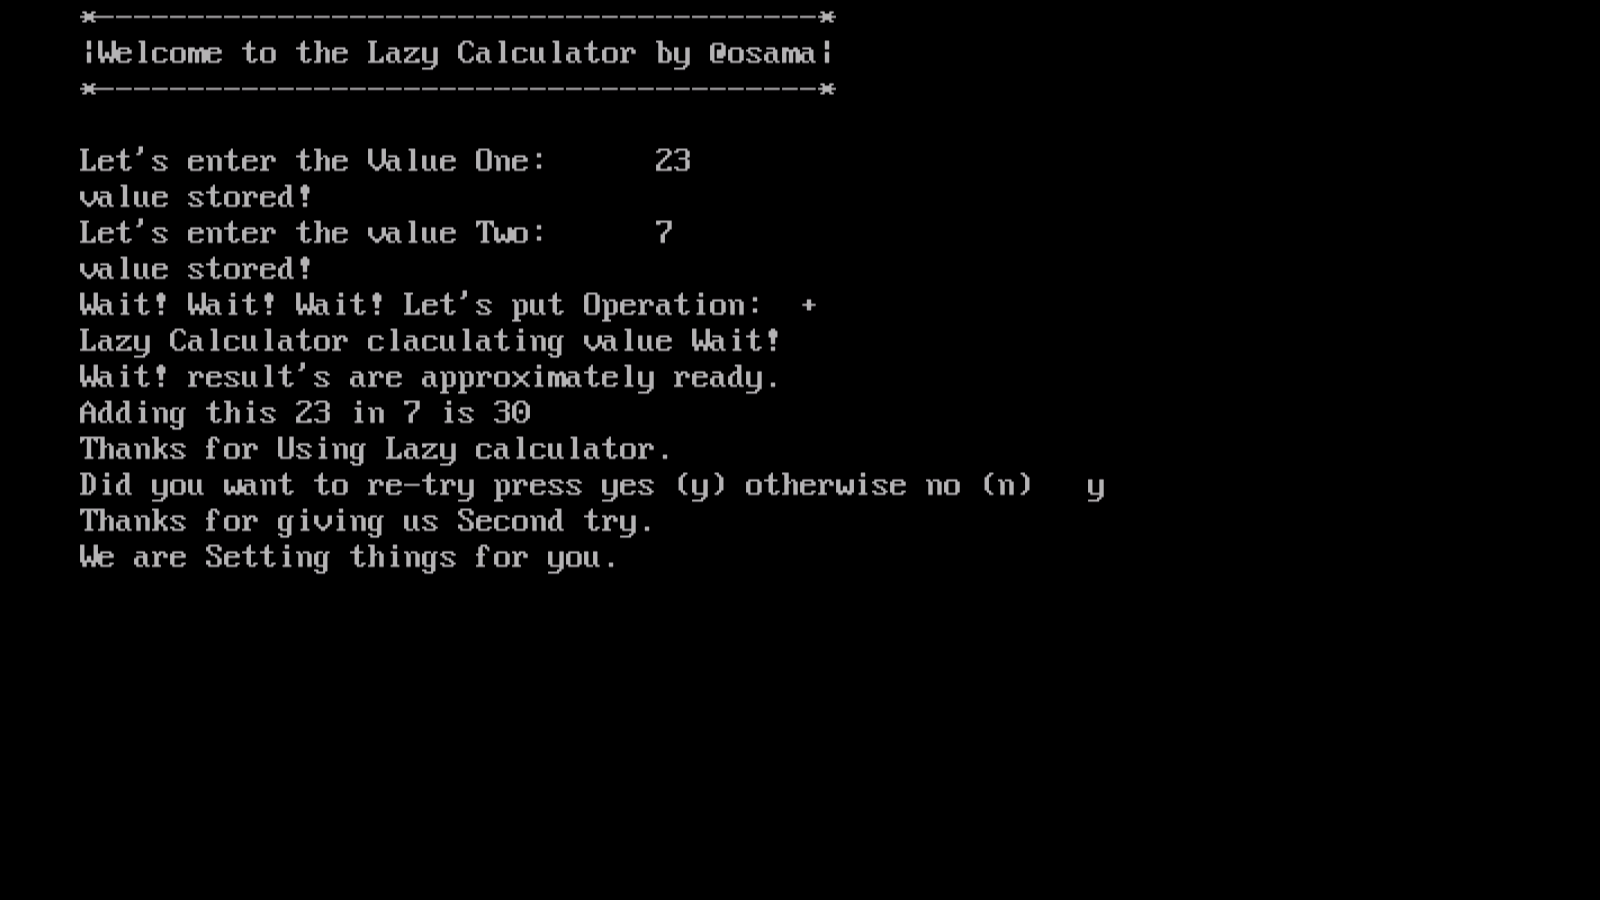 *----------------------------------------*
|Welcome to the Lazy Calculator by @osama|
*----------------------------------------*
Let's enter the Value One:      23
value stored!
Let's enter the value Two:      7
value stored!
Wait! Wait! Wait! Let's put Operation:  +
Lazy Calculator claculating value Wait!
Wait! result's are approximately ready.
Adding this 23 in 7 is 30
Thanks for Using Lazy calculator.
Did you want to re-try press yes (y) otherwise no (n)   y
Thanks for giving us Second try.
We are Setting things for you.